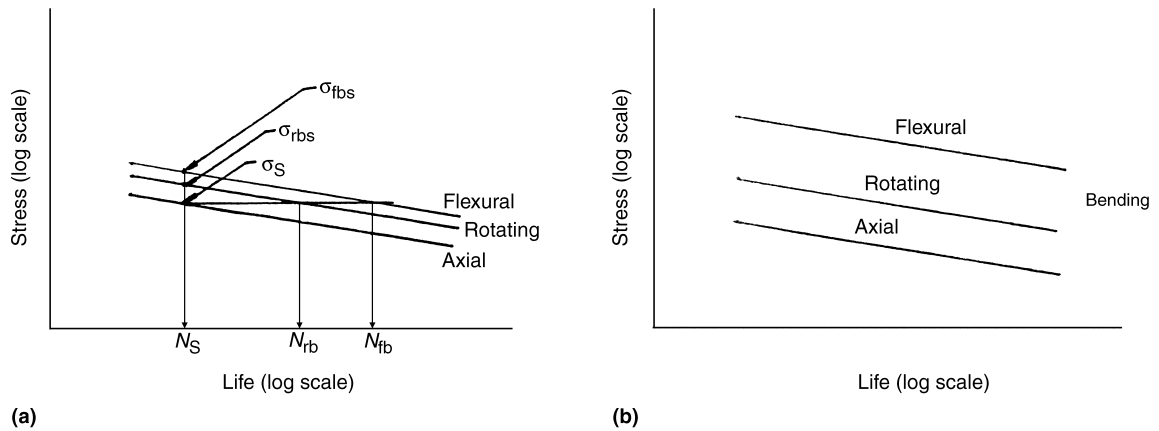 σfbs
σrbs
σS
Stress (log scale)
Flexural
Rotating
Axial
NS
Nrb
Nfb
Life (log scale)
(a)
Stress (log scale)
Flexural
Rotating
Axial
Bending
Life (log scale)
(b)